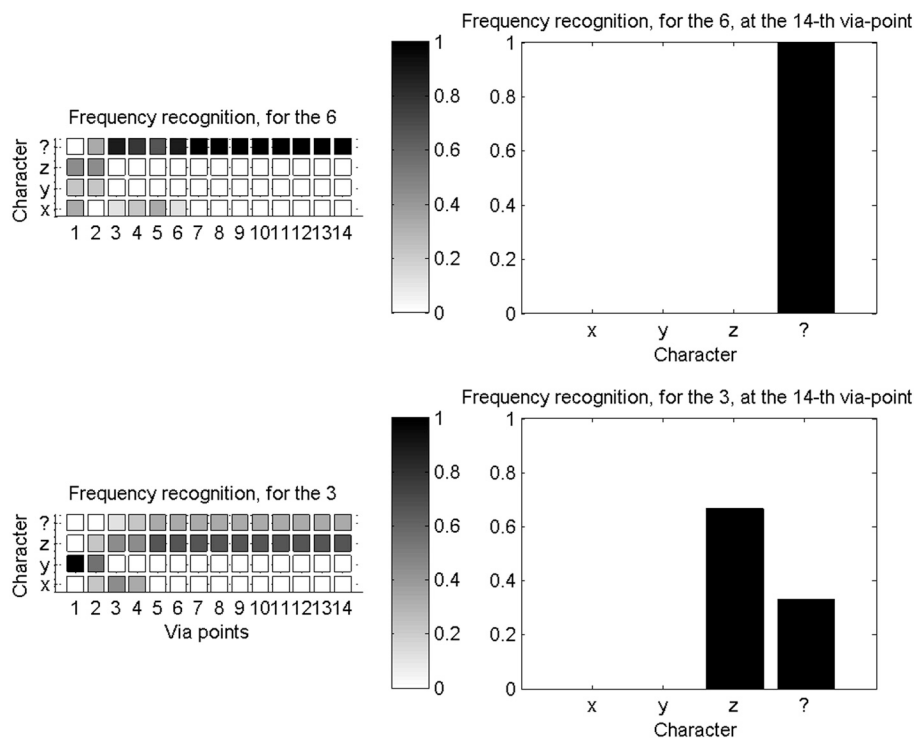 Frequency recognition, for the 6
Character
?
z
y
x
1 2 3 4 5 6 7 8 9 10 11 12 13 14
1
0.8
0.6
0.4
0.2
0
Frequency recognition, for the 6, at the 14-th via-point
1
0.8
0.6
0.4
0.2
0
x y z ?
Character
Frequency recognition, for the 3
Character
?
z
y
x
1 2 3 4 5 6 7 8 9 10 11 12 13 14
Via points
1
0.8
0.6
0.4
0.2
0
Frequency recognition, for the 3, at the 14-th via-point
1
0.8
0.6
0.4
0.2
0
x y z ?
Character